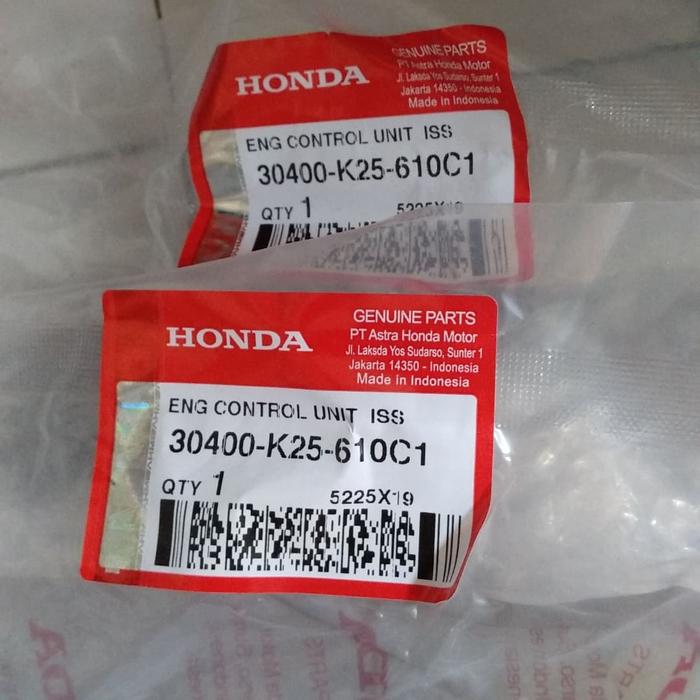 HONDA
GENUINE PARTS
PT Astra Honda Motor
Jl. Laksda Yos Sudarso, Sunter 1
Jakarta 14350 - Indonesia
Made in Indonesia
ENG CONTROL UNIT ISS
30400-K25-610C1
QTY 1
5225X19
HONDA
GENUINE PARTS
PT Astra Honda Motor
Jl. Laksda Yos Sudarso, Sunter 1
Jakarta 14350 - Indonesia
Made in Indonesia
ENG CONTROL UNIT ISS
30400-K25-610C1
QTY 1
5225X19